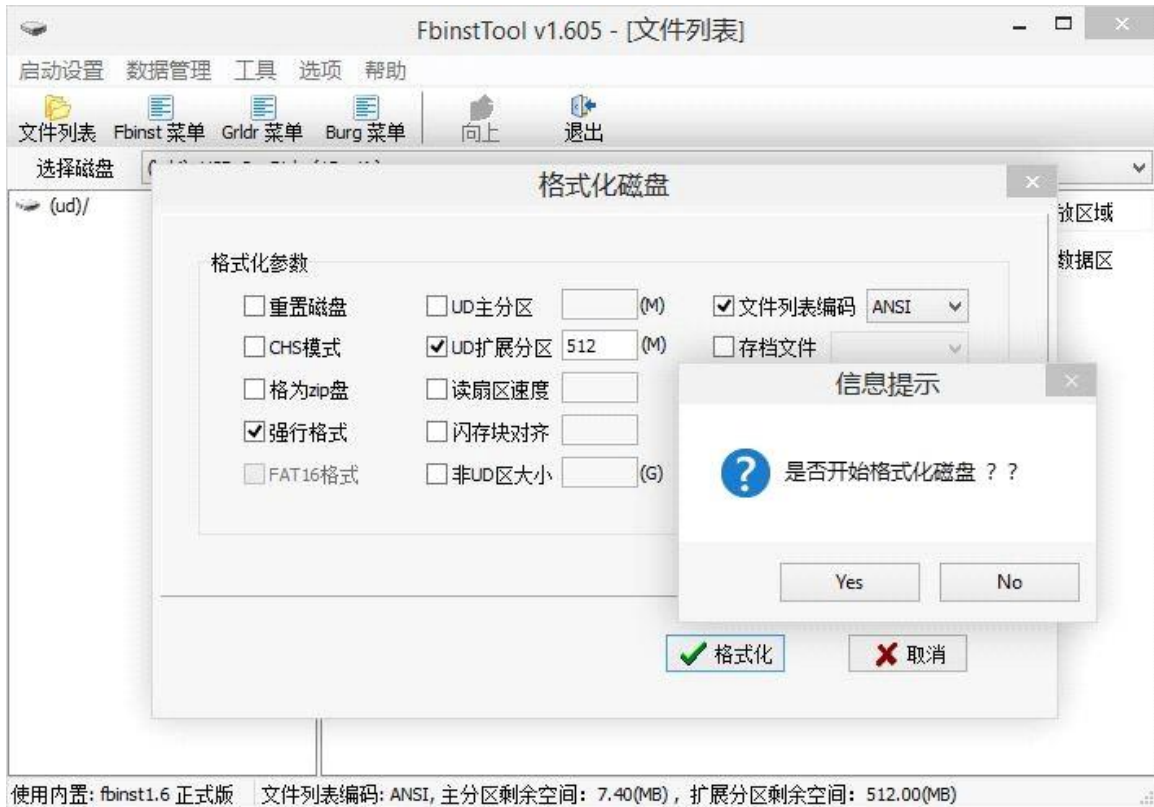 FbinstTool v1.605 - [文件列表]
启动设置 数据管理 工具 选项 帮助
文件列表 Fbinst 菜单 Grldr 菜单 Burg 菜单 向上 退出
选择磁盘
(ud)/
放区域
数据区
格式化磁盘
格式化参数
重置磁盘 UD主分区 (M) 文件列表编码 ANSI
CHS模式 UD扩展分区 512 (M) 存档文件
格为zip盘 读扇区速度
强行格式 闪存块对齐
FAT16格式 非UD区大小 (G)
信息提示
是否开始格式化磁盘 ？？
Yes No
格式化 取消
使用内置: fbinst1.6 正式版 文件列表编码: ANSI, 主分区剩余空间: 7.40(MB) , 扩展分区剩余空间: 512.00(MB)